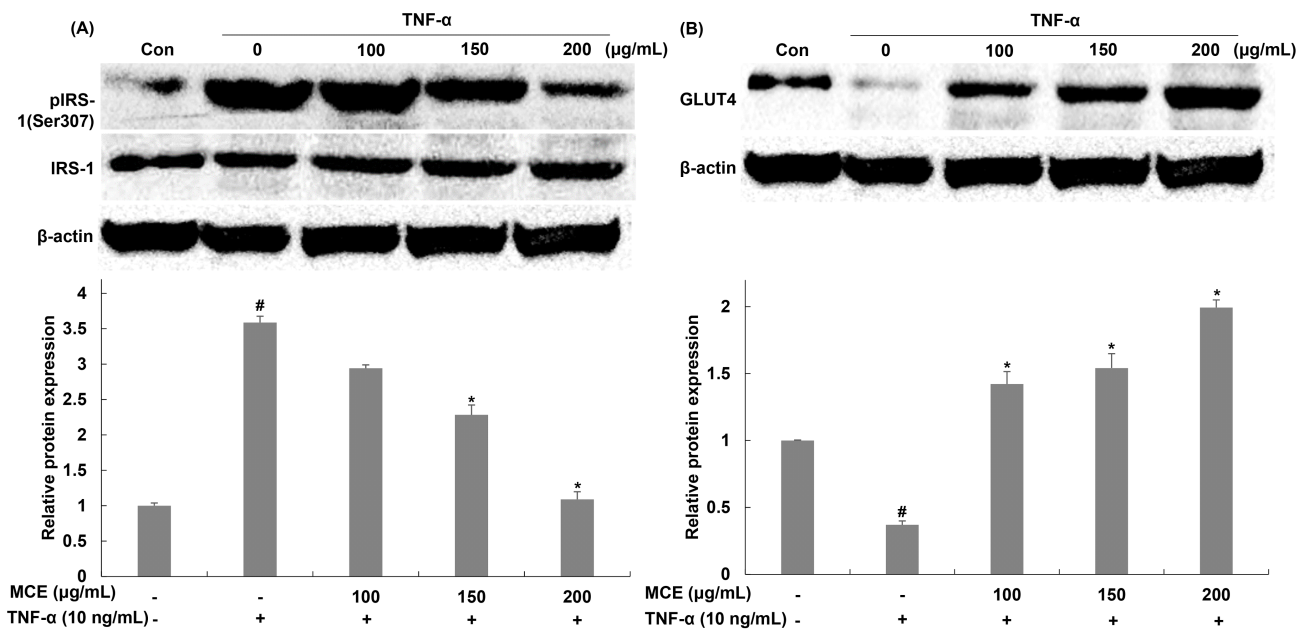 (A)
TNF-α
Con 0 100 150 200 (μg/mL)
pIRS-
1(Ser307)
IRS-1
β-actin
Relative protein expression
4
3.5
3
2.5
2
1.5
1
0.5
0
#
*
*
MCE (μg/mL) - - 100 150 200
TNF-α (10 ng/mL) - + + + +
(B)
TNF-α
Con 0 100 150 200 (μg/mL)
GLUT4
β-actin
Relative protein expression
2
1.5
1
0.5
0
#
*
*
*
MCE (μg/mL) - - 100 150 200
TNF-α (10 ng/mL) - + + + +